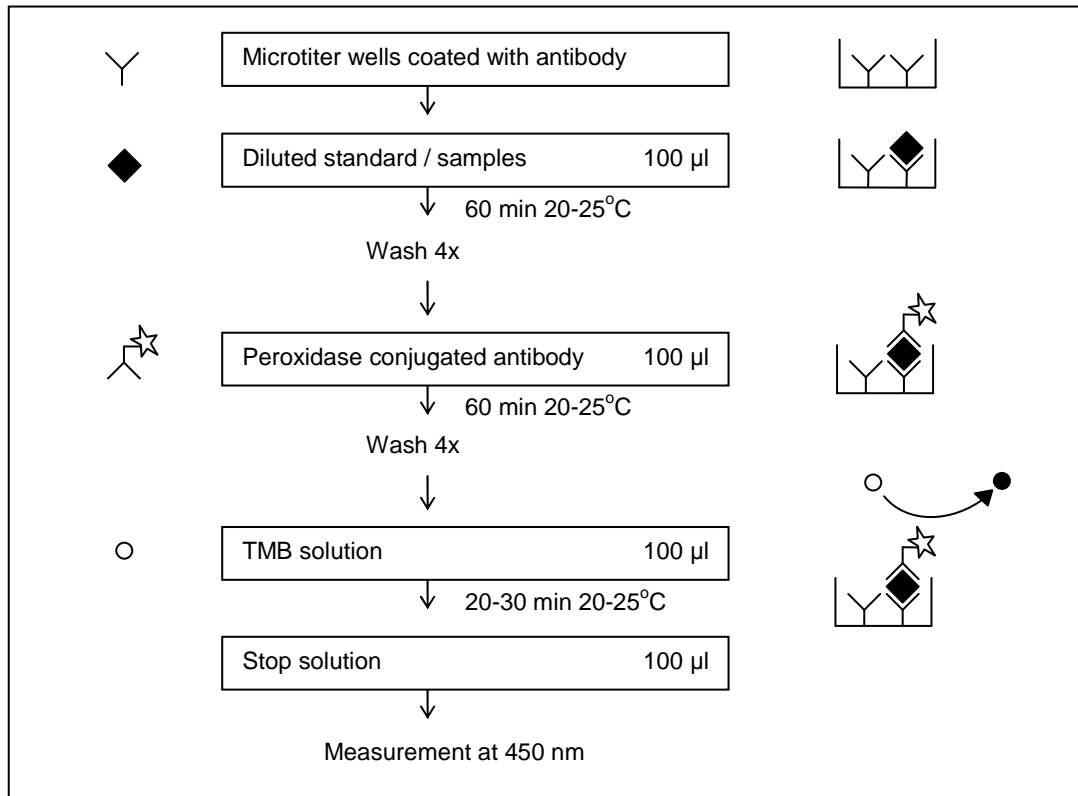 Microtiter wells coated with antibody
Diluted standard / samples 100 µl
60 min 20-25°C
Wash 4x
Peroxidase conjugated antibody 100 µl
60 min 20-25°C
Wash 4x
TMB solution 100 µl
20-30 min 20-25°C
Stop solution 100 µl
Measurement at 450 nm